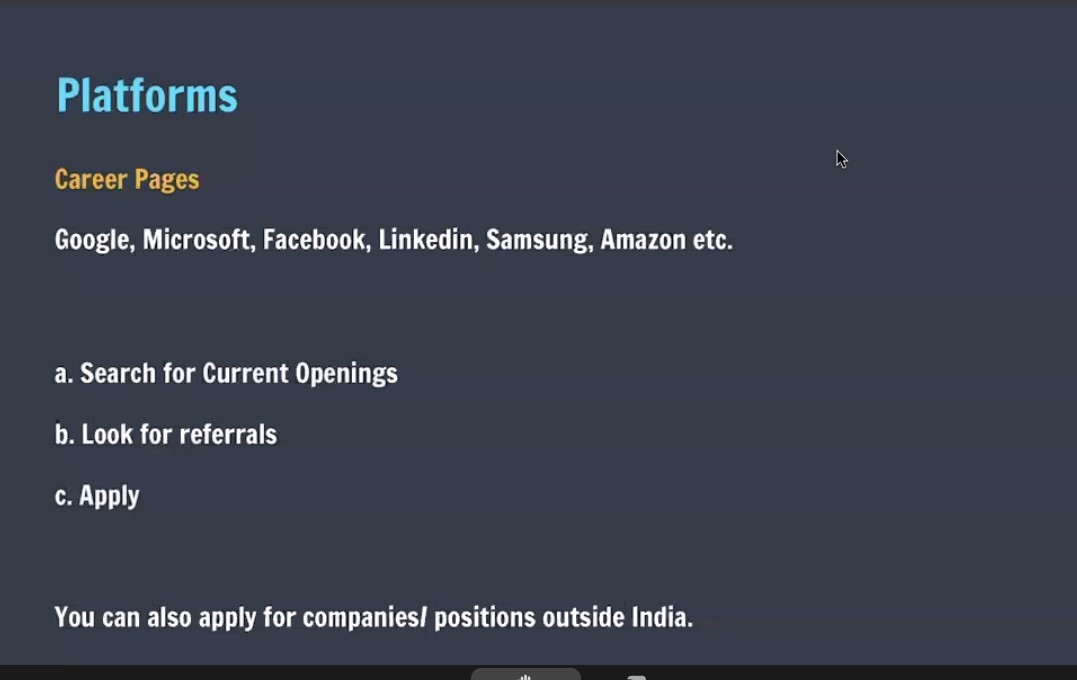 Platforms
Career Pages
Google, Microsoft, Facebook, Linkedin, Samsung, Amazon etc.
a. Search for Current Openings
b. Look for referrals
c. Apply
You can also apply for companies/ positions outside India.